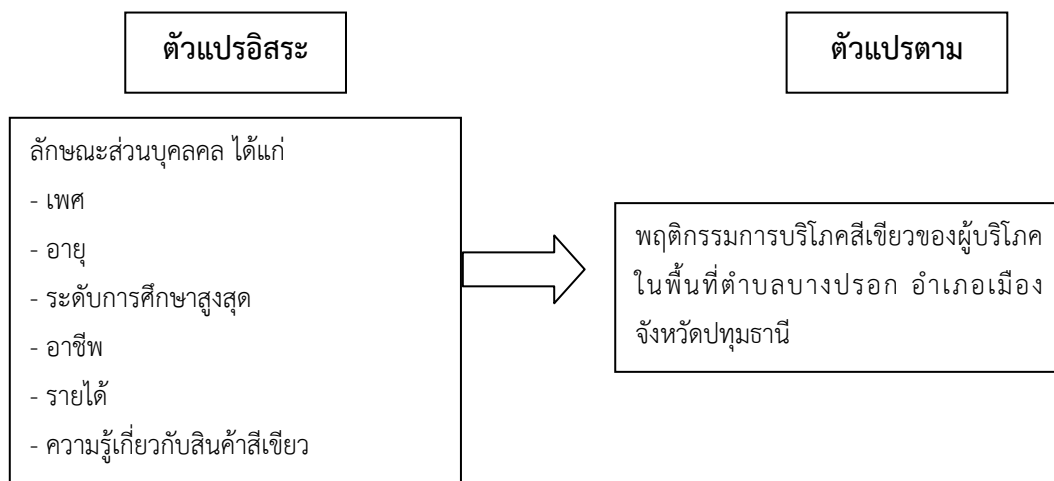 ตัวแปรอิสระ
ตัวแปรตาม
ลักษณะส่วนบุคลคล ได้แก่
- เพศ
- อายุ
- ระดับการศึกษาสูงสุด
- อาชีพ
- รายได้
- ความรู้เกี่ยวกับสินค้าสีเขียว
พฤติกรรมการบริโภคสีเขียวของผู้บริโภค
ในพื้นที่ตำบลบางปรอก อำเภอเมือง
จังหวัดปทุมธานี